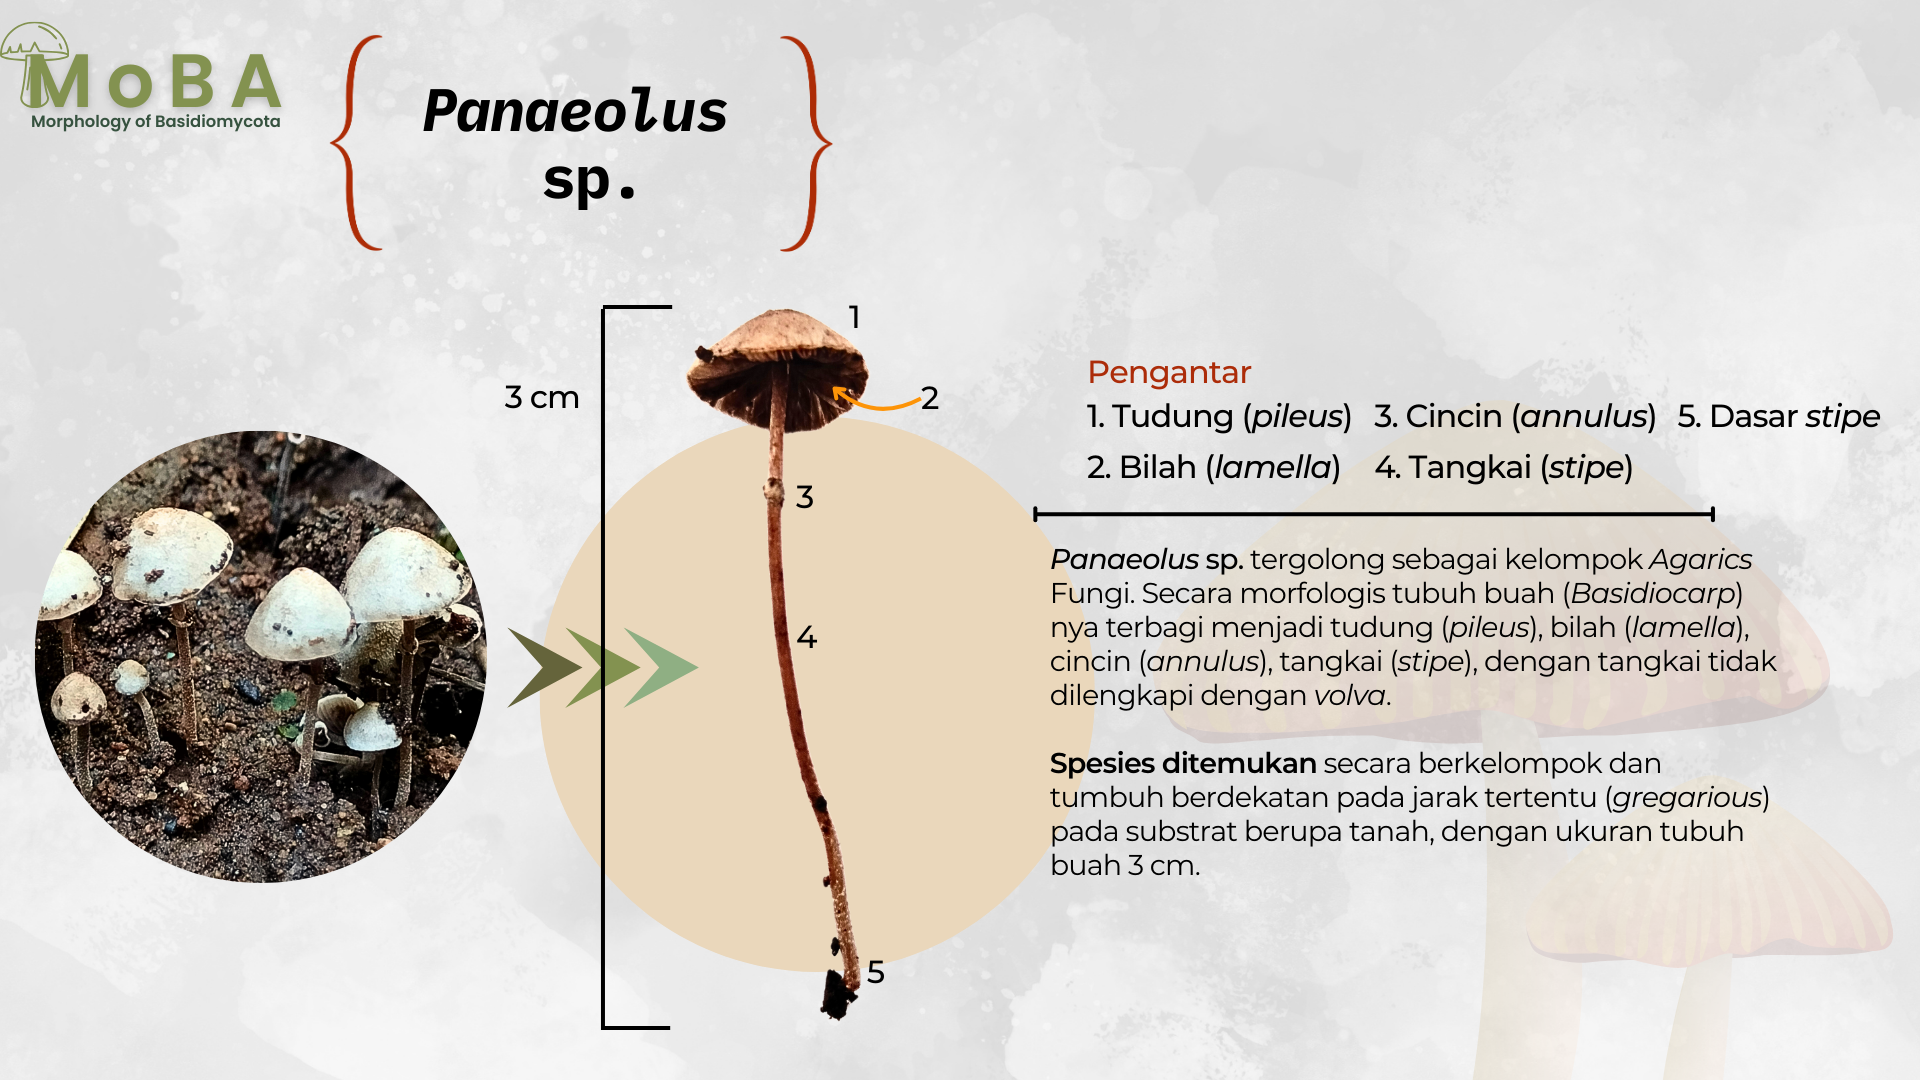 MoBA
Morphology of Basidiomycota
Panaeolus
sp.
1
3 cm
2
3
4
5
Pengantar
1. Tudung (pileus) 3. Cincin (annulus) 5. Dasar stipe
2. Bilah (lamella) 4. Tangkai (stipe)
Panaeolus sp. tergolong sebagai kelompok Agarics
Fungi. Secara morfologis tubuh buah (Basidiocarp)
nya terbagi menjadi tudung (pileus), bilah (lamella),
cincin (annulus), tangkai (stipe), dengan tangkai tidak
dilengkapi dengan volva.
Spesies ditemukan secara berkelompok dan
tumbuh berdekatan pada jarak tertentu (gregarious)
pada substrat berupa tanah, dengan ukuran tubuh
buah 3 cm.